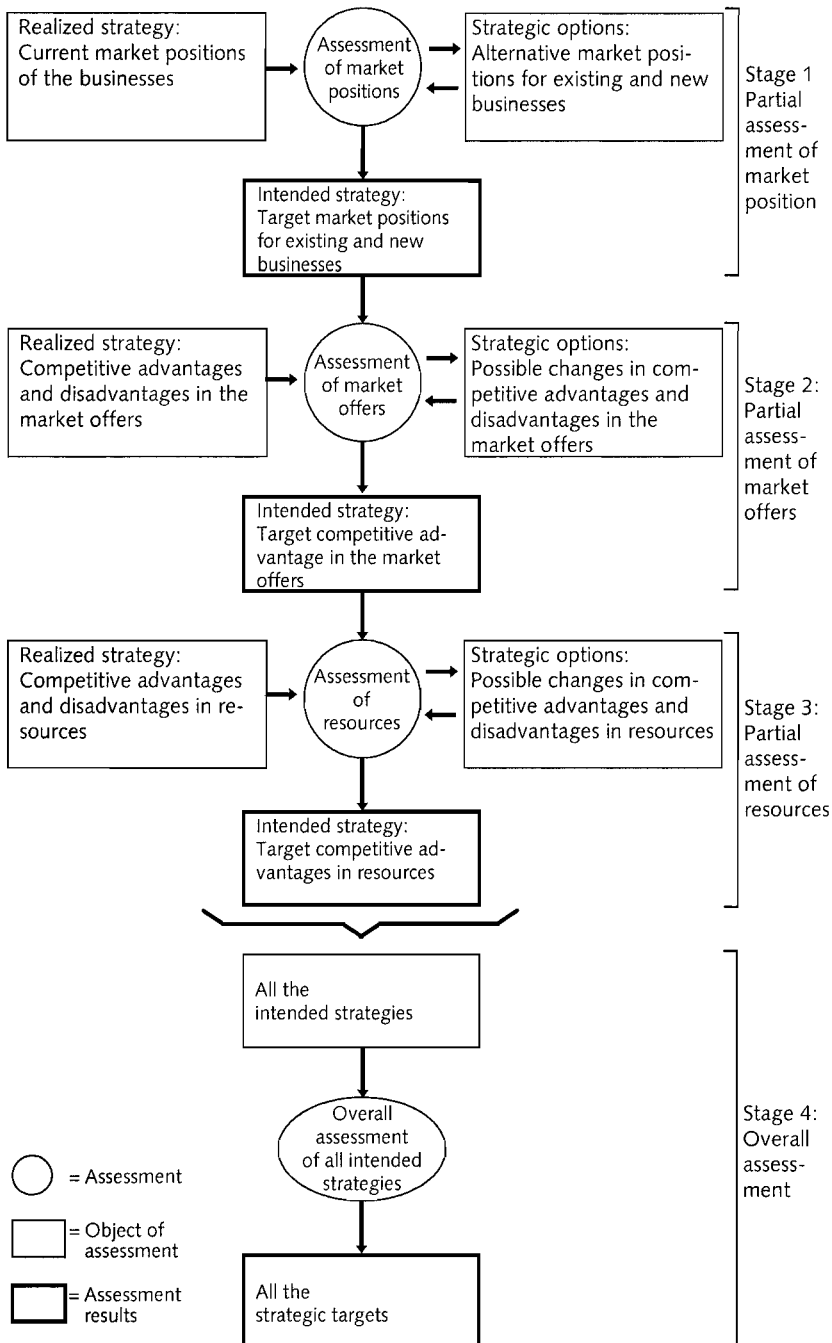 Realized strategy:
Current market positions
of the businesses
Assessment
of market
positions
Strategic options:
Alternative market posi-
tions for existing and new
businesses
Stage 1
Partial
assess-
ment of
market
position
Intended strategy:
Target market positions
for existing and new
businesses
Realized strategy:
Competitive advantages
and disadvantages in the
market offers
Assessment
of market
offers
Strategic options:
Possible changes in com-
petitive advantages and
disadvantages in the
market offers
Stage 2:
Partial
assess-
ment of
market
offers
Intended strategy:
Target competitive ad-
vantage in the market
offers
Realized strategy:
Competitive advantages
and disadvantages in re-
sources
Assessment
of
resources
Strategic options:
Possible changes in com-
petitive advantages and
disadvantages in resources
Stage 3:
Partial
assess-
ment of
resources
Intended strategy:
Target competitive ad-
vantages in resources
All the
intended strategies
Overall
assessment
of all intended
strategies
Stage 4:
Overall
assess-
ment
All the
strategic targets
= Assessment
= Object of
assessment
= Assessment
results